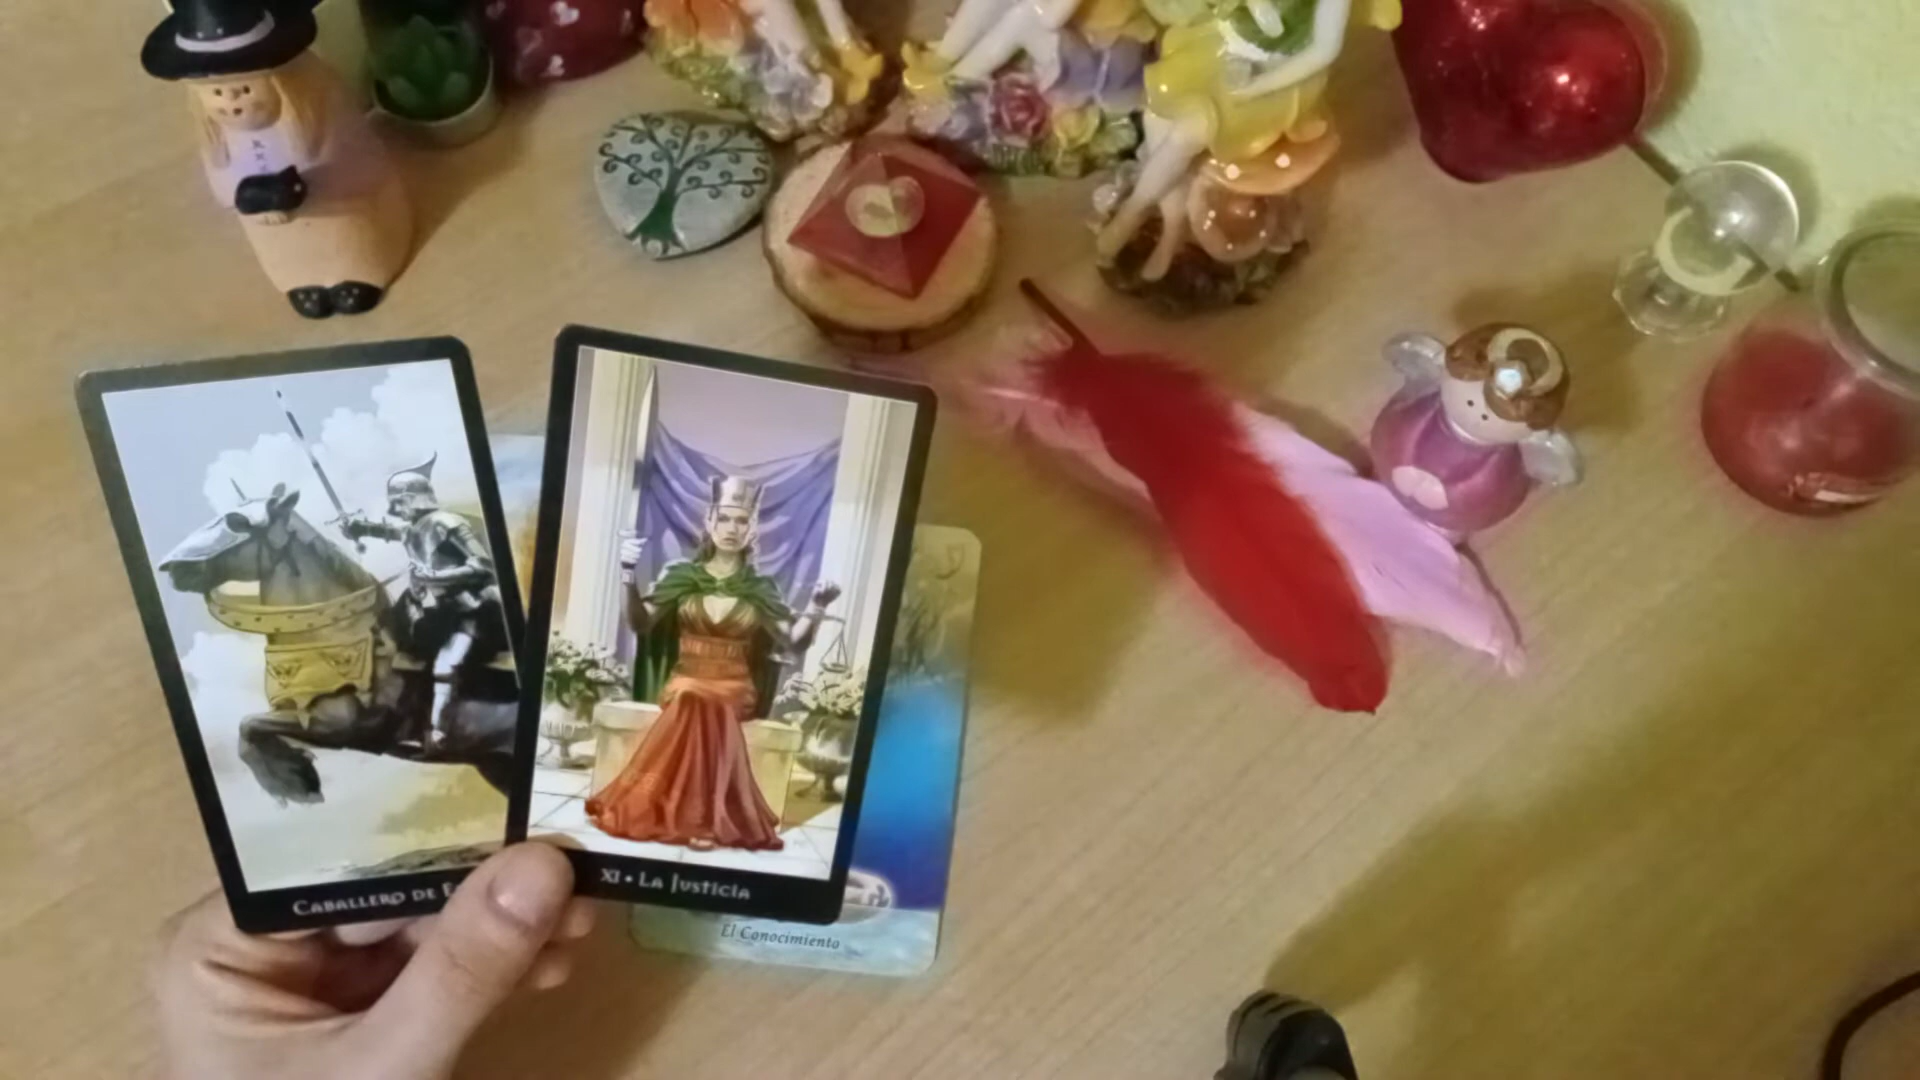 CABALLERO DE
XI • LA JUSTICIA
El Conocimiento